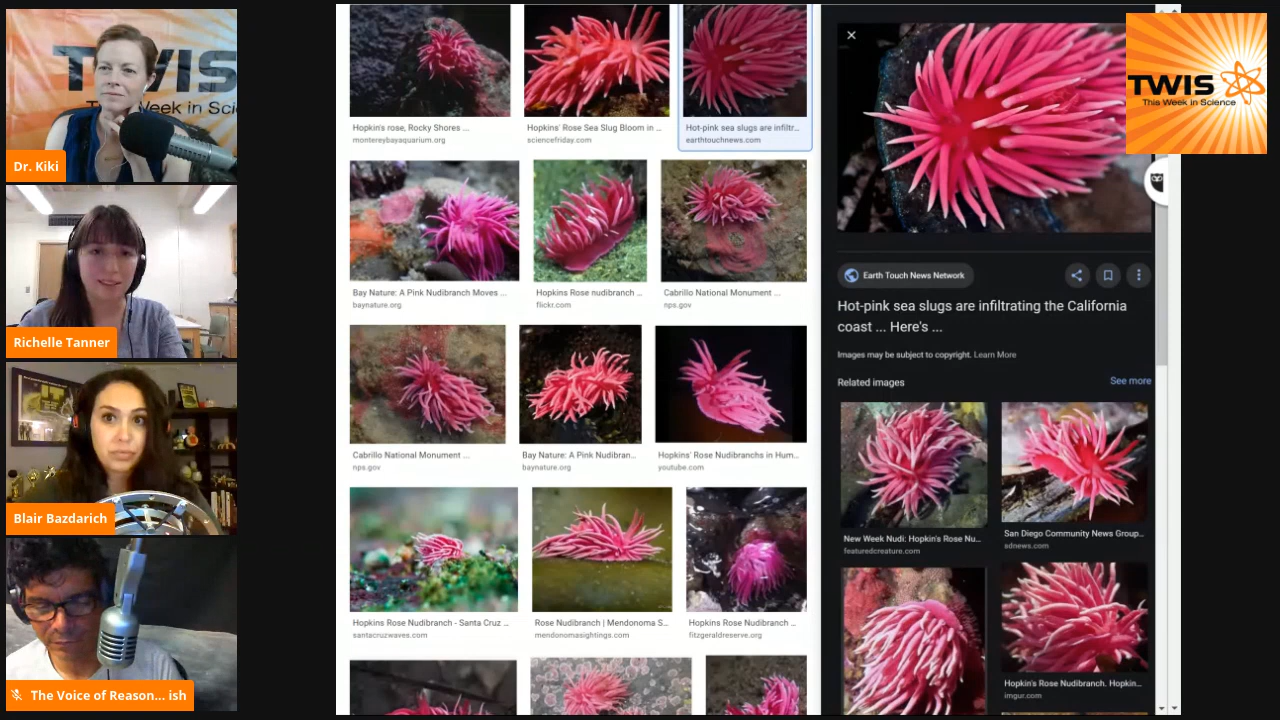 TWIS
This Week in Scie
Dr. Kiki
Richelle Tanner
Blair Bazdarich
The Voice of Reason... ish
Hopkin's rose, Rocky Shores ...
montereybayaquarium.org
Hopkins' Rose Sea Slug Bloom in ...
sciencefriday.com
Hot-pink sea slugs are infiltr...
earthtouchnews.com
Bay Nature: A Pink Nudibranch Moves ...
baynature.org
Hopkins Rose nudibranch ...
flickr.com
Cabrillo National Monument ...
nps.gov
Cabrillo National Monument ...
nps.gov
Bay Nature: A Pink Nudibran...
baynature.org
Hopkins' Rose Nudibranchs in Hum...
youtube.com
Hopkins Rose Nudibranch - Santa Cruz ...
santacruzwaves.com
Rose Nudibranch | Mendonoma S...
mendonomasightings.com
Hopkins Rose Nudibranch ...
fitzgeraldreserve.org
Earth Touch News Network
Hot-pink sea slugs are infiltrating the California
coast ... Here's ...
Images may be subject to copyright. Learn More
Related images
See more
New Week Nudi: Hopkin's Rose Nu...
featuredcreature.com
San Diego Community News Group...
sdnews.com
Hopkin's Rose Nudibranch. Hopkin...
imgur.com
TWIS
This Week in Science